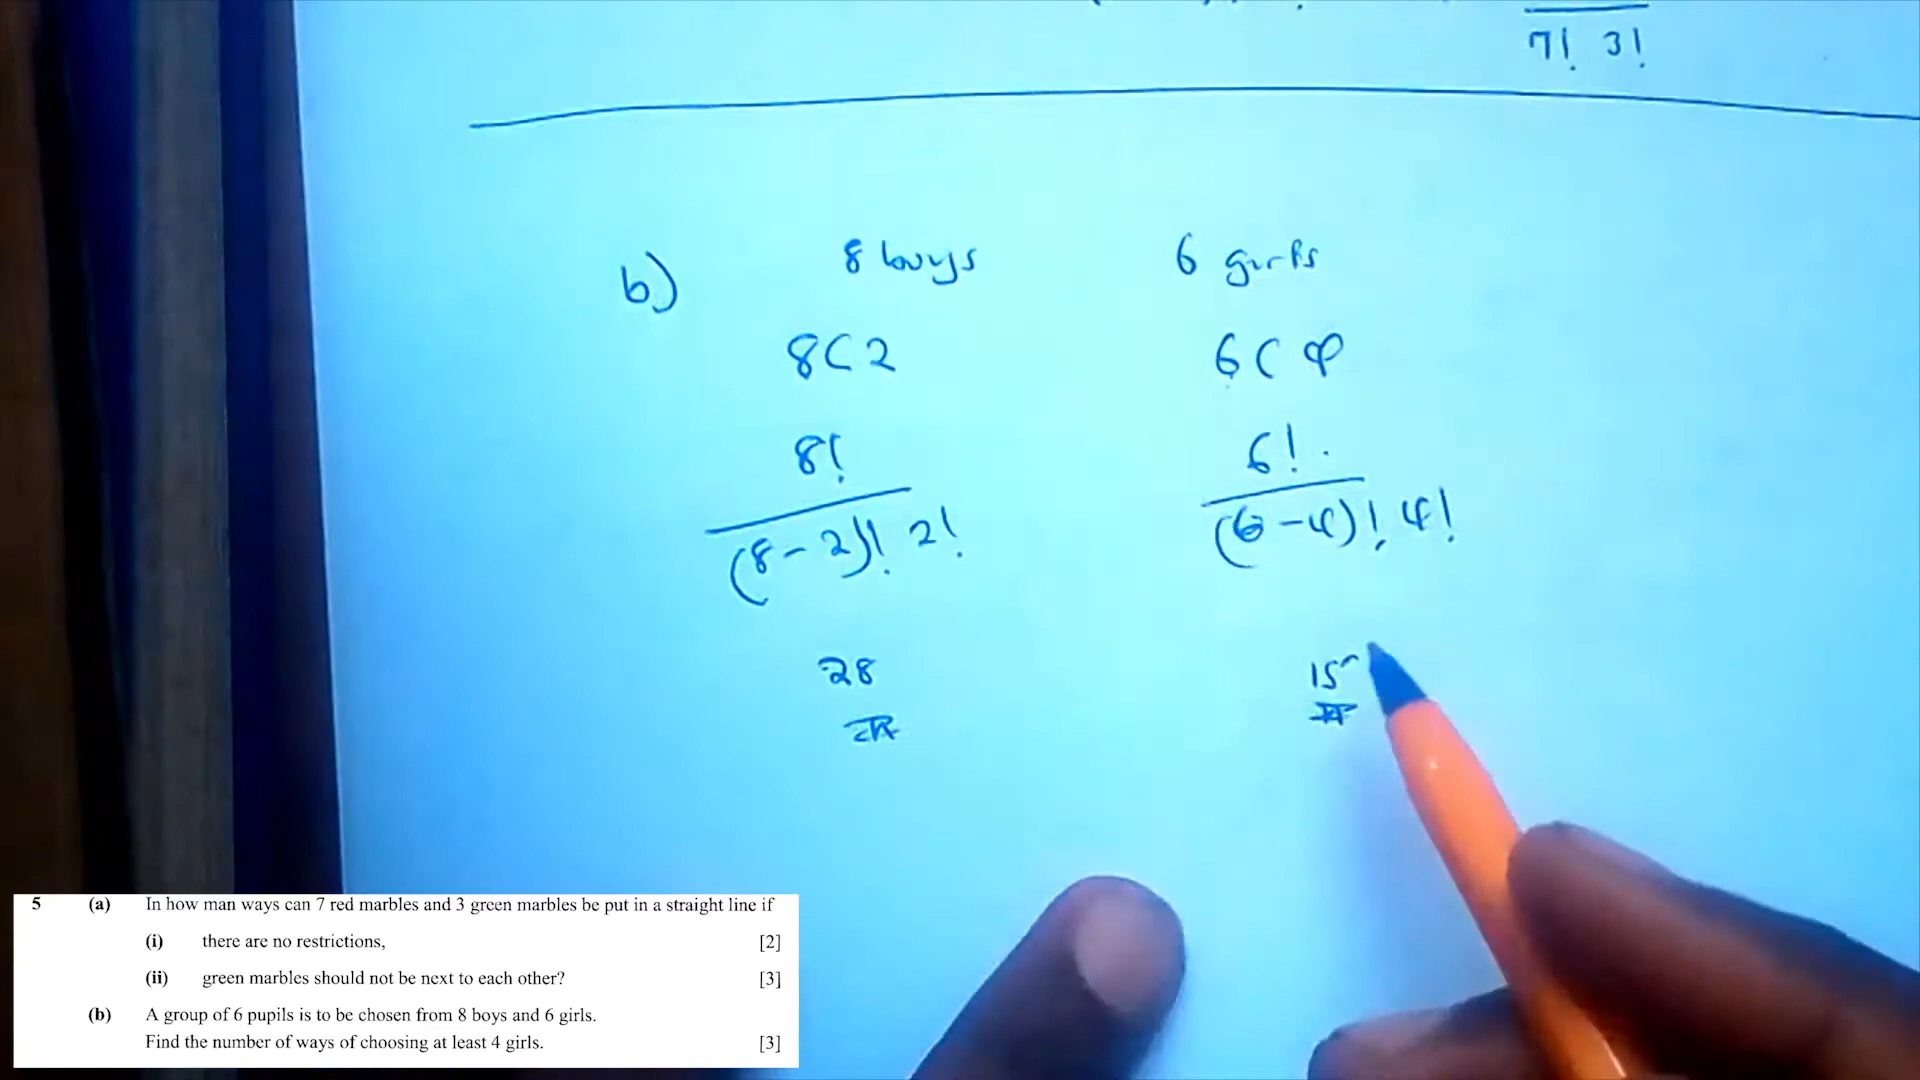 7! 3!
b) 8 boys 6 girls
8C2 6C4
8! 6!
(8-2)! 2! (6-4)! 4!
28 15
5 (a) In how man ways can 7 red marbles and 3 green marbles be put in a straight line if
(i) there are no restrictions, [2]
(ii) green marbles should not be next to each other? [3]
(b) A group of 6 pupils is to be chosen from 8 boys and 6 girls.
Find the number of ways of choosing at least 4 girls. [3]